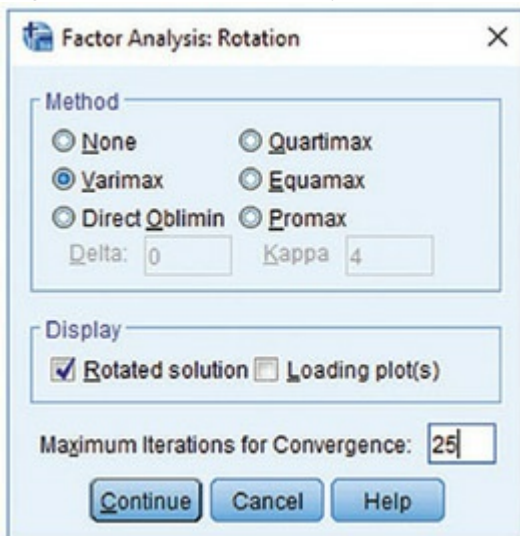 Factor Analysis: Rotation
Method
None Quartimax
Varimax Equamax
Direct Oblimin Promax
Delta: 0 Kappa 4
Display
Rotated solution Loading plot(s)
Maximum Iterations for Convergence: 25
Continue Cancel Help